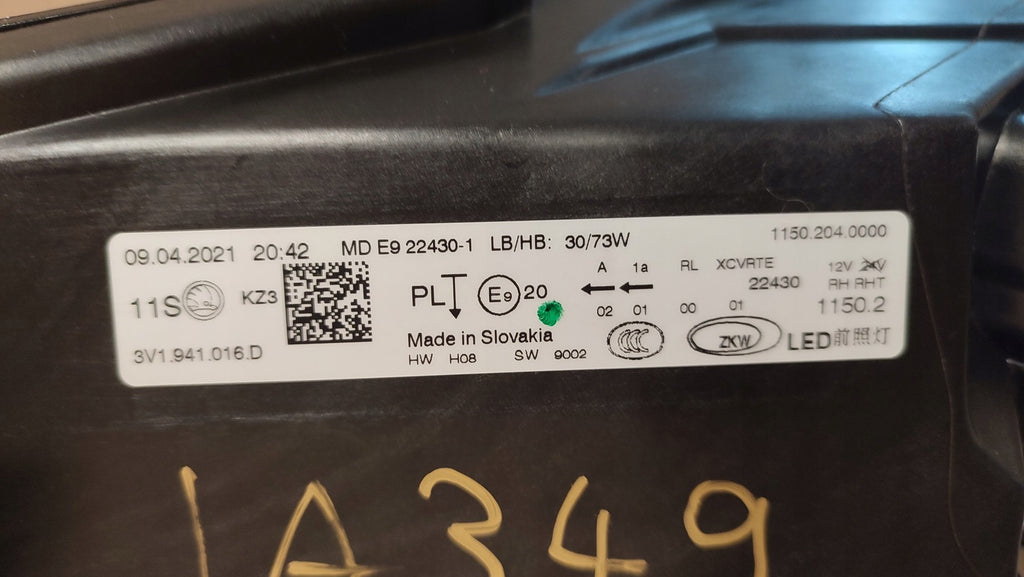 09.04.2021 20:42 MD E9 22430-1 LB/HB: 30/73W 1150.204.0000
11S KZ3 PL E9 20 A 1a RL XCVRTE 12V 24V
22430 RH RHT
02 01 00 01 1150.2
Made in Slovakia CCC ZKW LED前照灯
3V1.941.016.D HW H08 SW 9002
1A349